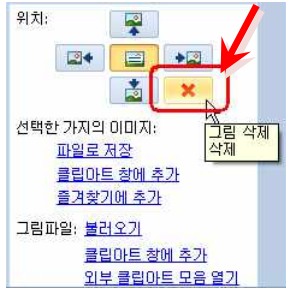 위치:
그림 삭제
삭제
선택한 가지의 이미지:
파일로 저장
클립아트 창에 추가
즐겨찾기에 추가
그림파일: 불러오기
클립아트 창에 추가
외부 클립아트 모음 열기